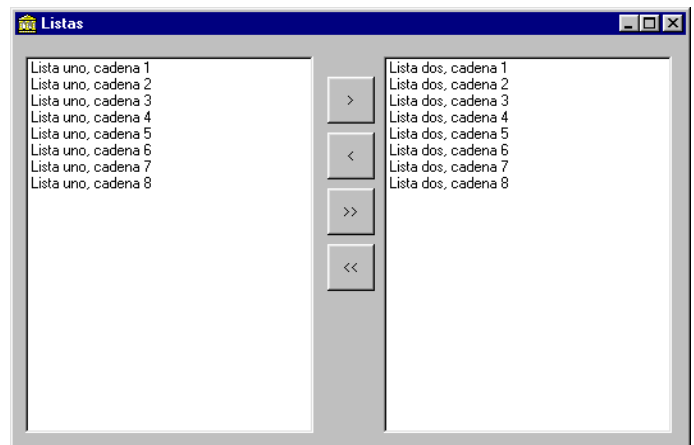 Listas
Lista uno, cadena 1
Lista uno, cadena 2
Lista uno, cadena 3
Lista uno, cadena 4
Lista uno, cadena 5
Lista uno, cadena 6
Lista uno, cadena 7
Lista uno, cadena 8
>
<
>>
<<
Lista dos, cadena 1
Lista dos, cadena 2
Lista dos, cadena 3
Lista dos, cadena 4
Lista dos, cadena 5
Lista dos, cadena 6
Lista dos, cadena 7
Lista dos, cadena 8